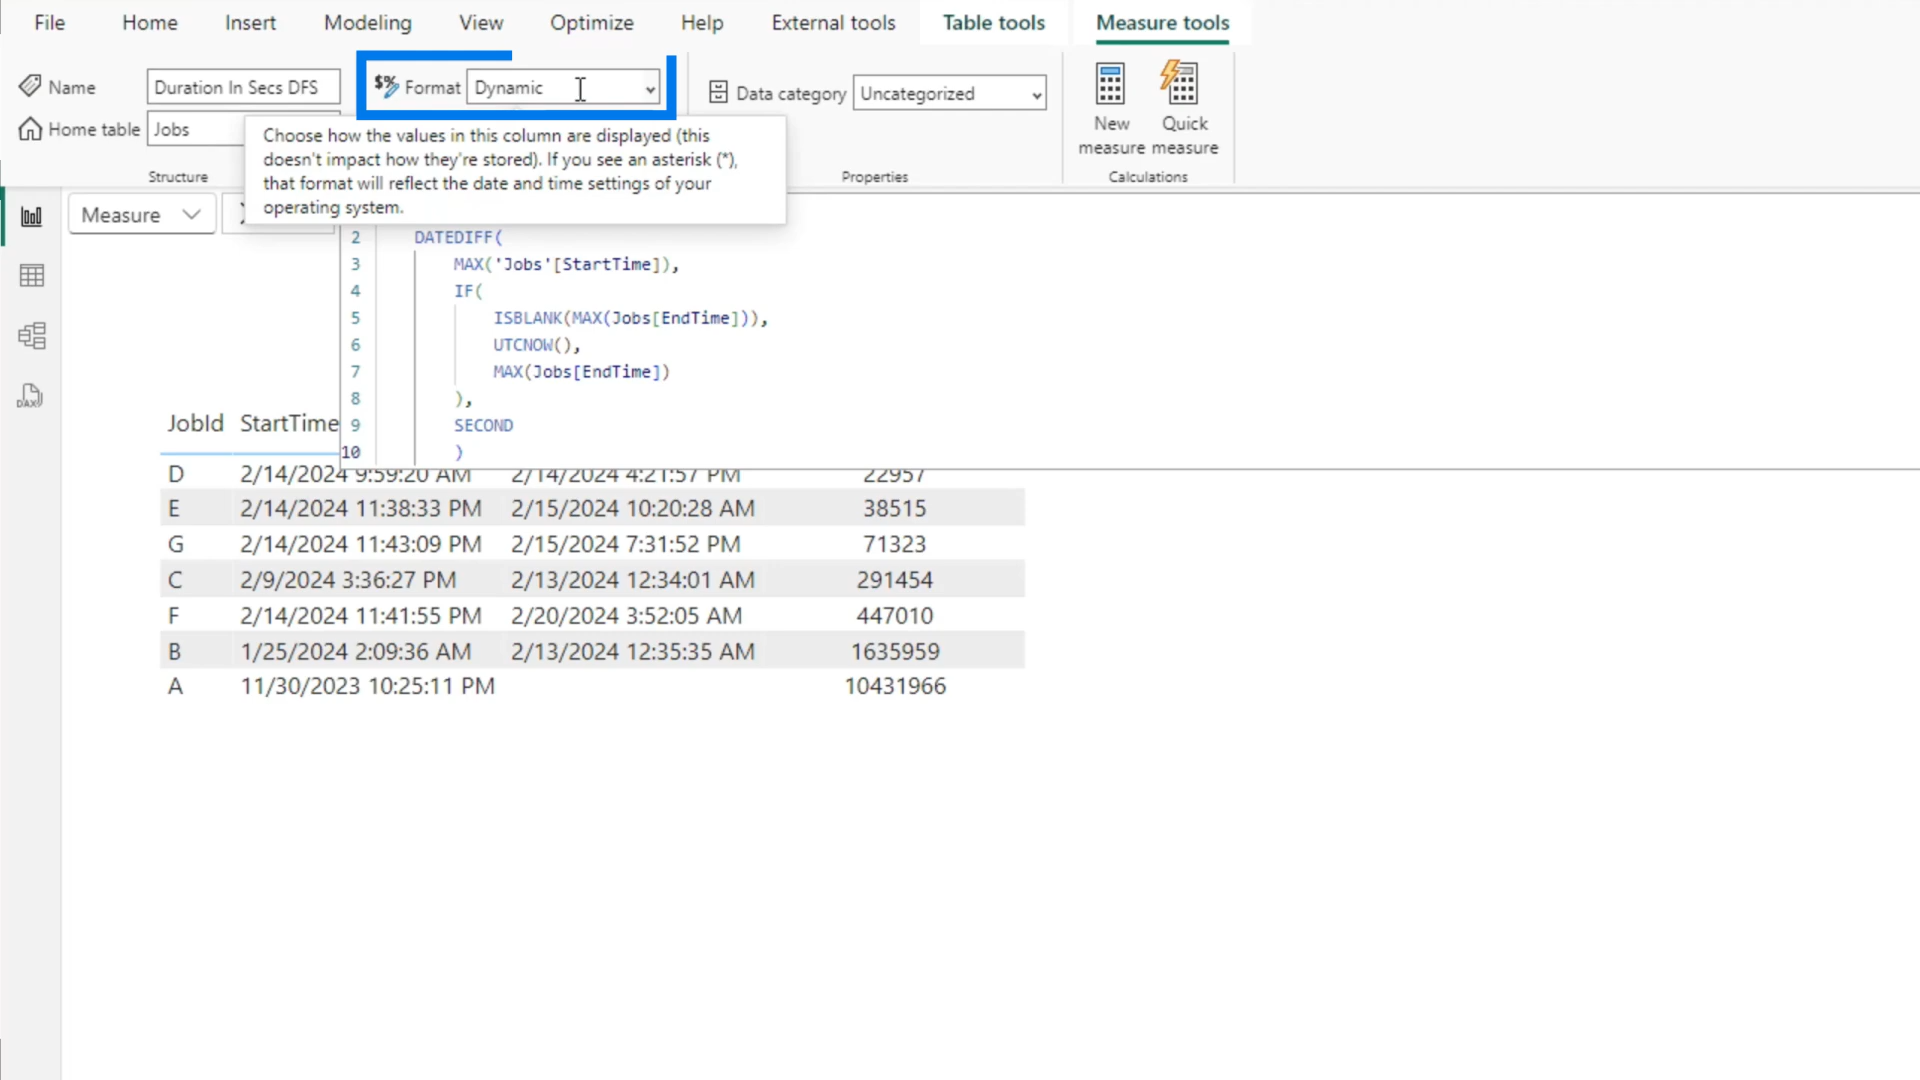 File Home Insert Modeling View Optimize Help External tools Table tools Measure tools
Name Duration In Secs DFS
$% Format Dynamic
Data category Uncategorized
New measure
Quick measure
Home table Jobs
Choose how the values in this column are displayed (this
doesn't impact how they're stored). If you see an asterisk (*),
that format will reflect the date and time settings of your
operating system.
Structure
Properties
Calculations
Measure
2 DATEDIFF(
3 MAX('Jobs'[StartTime]),
4 IF(
5 ISBLANK(MAX(Jobs[EndTime])),
6 UTCNOW(),
7 MAX(Jobs[EndTime])
8 ),
9 SECOND
10 )
DAX
JobId StartTime
D 2/14/2024 9:59:20 AM 2/14/2024 4:21:57 PM 22957
E 2/14/2024 11:38:33 PM 2/15/2024 10:20:28 AM 38515
G 2/14/2024 11:43:09 PM 2/15/2024 7:31:52 PM 71323
C 2/9/2024 3:36:27 PM 2/13/2024 12:34:01 AM 291454
F 2/14/2024 11:41:55 PM 2/20/2024 3:52:05 AM 447010
B 1/25/2024 2:09:36 AM 2/13/2024 12:35:35 AM 1635959
A 11/30/2023 10:25:11 PM 10431966